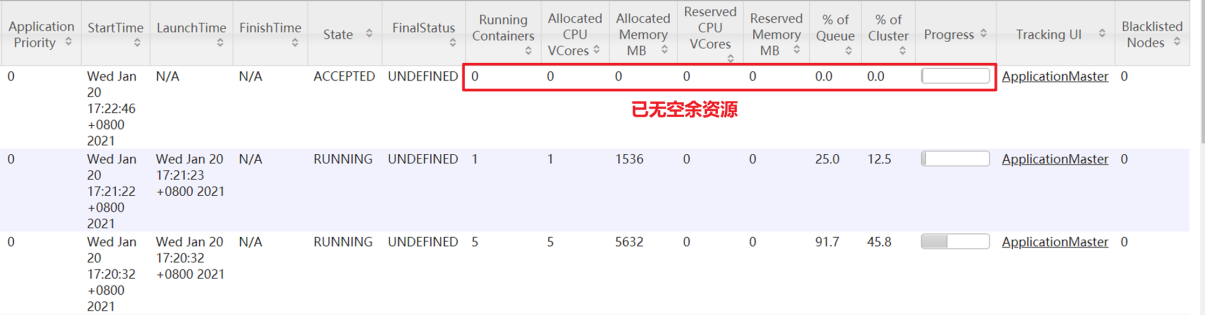 Application Priority StartTime LaunchTime FinishTime State FinalStatus Running Containers Allocated CPU VCores Allocated Memory MB Reserved CPU VCores Reserved Memory MB % of Queue % of Cluster Progress Tracking UI Blacklisted Nodes
0 Wed Jan 20 17:22:46 +0800 2021 N/A N/A ACCEPTED UNDEFINED 0 0 0 0 0 0.0 0.0 ApplicationMaster 0
已无空余资源
0 Wed Jan 20 17:21:22 +0800 2021 Wed Jan 20 17:21:23 +0800 2021 N/A RUNNING UNDEFINED 1 1 1536 0 0 25.0 12.5 ApplicationMaster 0
0 Wed Jan 20 17:20:32 +0800 2021 Wed Jan 20 17:20:32 +0800 2021 N/A RUNNING UNDEFINED 5 5 5632 0 0 91.7 45.8 ApplicationMaster 0